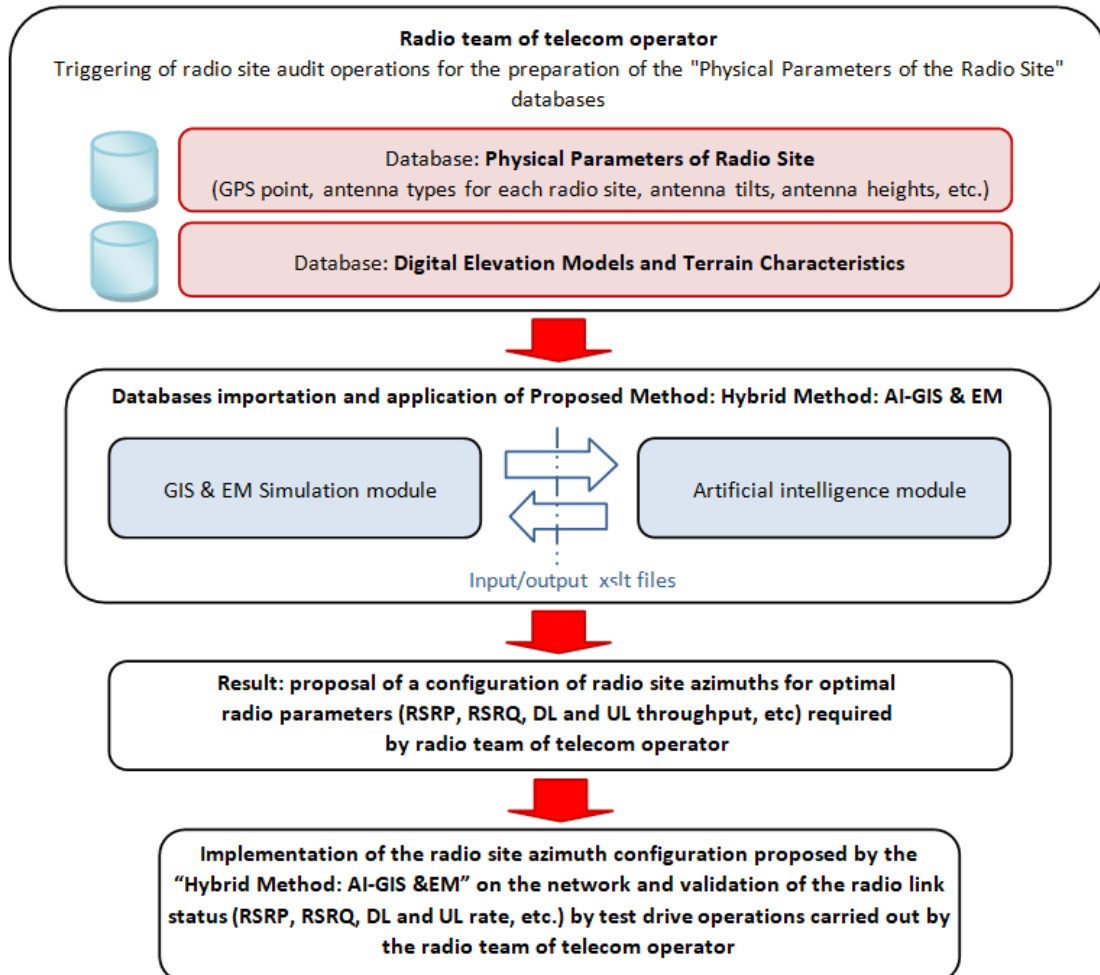 Radio team of telecom operator
Triggering of radio site audit operations for the preparation of the "Physical Parameters of the Radio Site"
databases
Database: Physical Parameters of Radio Site
(GPS point, antenna types for each radio site, antenna tilts, antenna heights, etc.)
Database: Digital Elevation Models and Terrain Characteristics
Databases importation and application of Proposed Method: Hybrid Method: AI-GIS & EM
GIS & EM Simulation module
Artificial intelligence module
Input/output xslt files
Result: proposal of a configuration of radio site azimuths for optimal
radio parameters (RSRP, RSRQ, DL and UL throughput, etc) required
by radio team of telecom operator
Implementation of the radio site azimuth configuration proposed by the
“Hybrid Method: AI-GIS &EM” on the network and validation of the radio link
status (RSRP, RSRQ, DL and UL rate, etc.) by test drive operations carried out by
the radio team of telecom operator